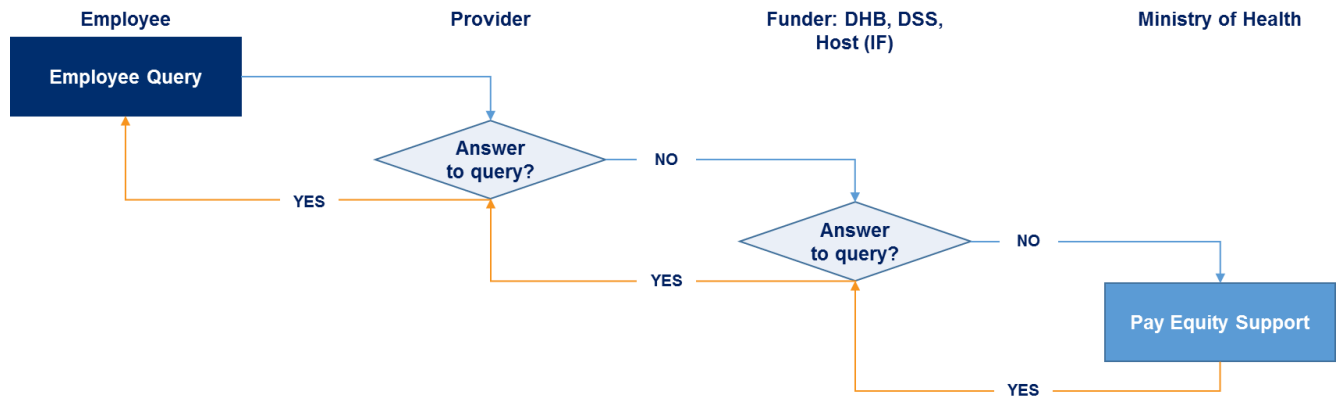 Employee
Provider
Funder: DHB, DSS,
Host (IF)
Ministry of Health
Employee Query
Answer
to query?
NO
YES
Answer
to query?
NO
YES
Pay Equity Support
YES